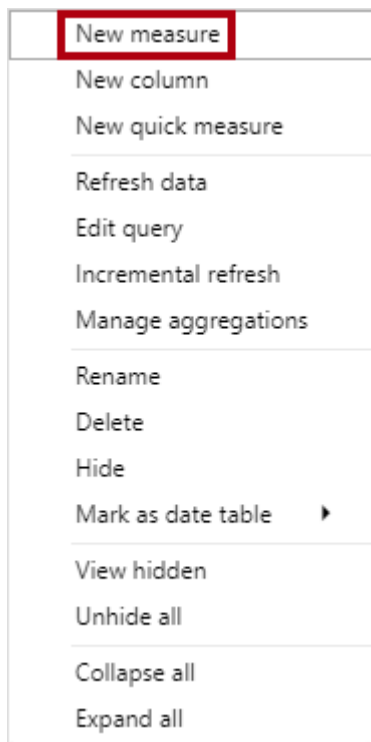 New measure
New column
New quick measure
Refresh data
Edit query
Incremental refresh
Manage aggregations
Rename
Delete
Hide
Mark as date table
View hidden
Unhide all
Collapse all
Expand all